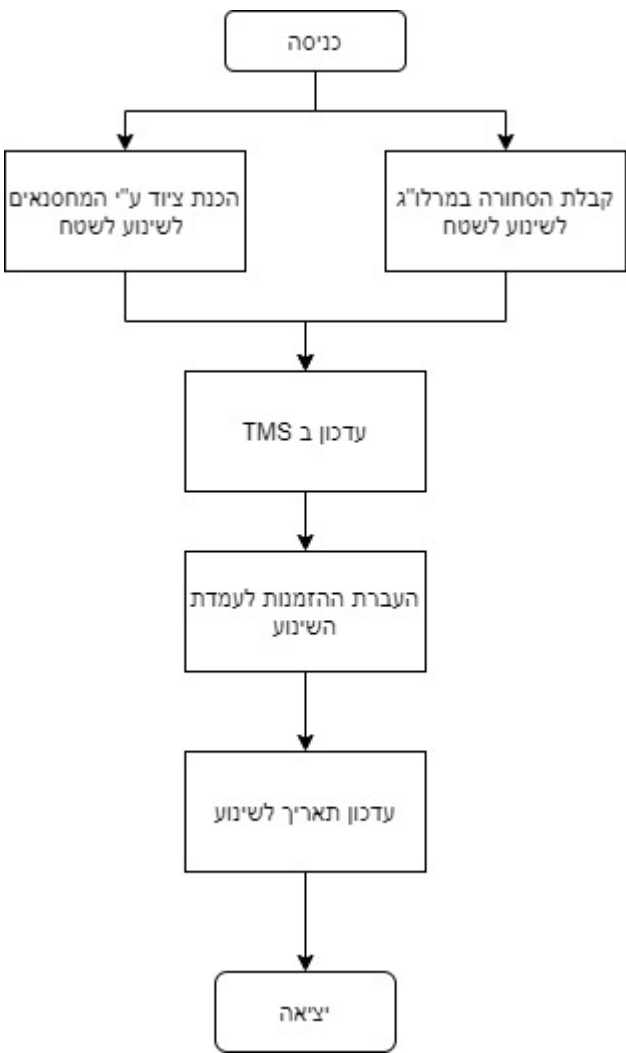 כניסה
קבלת הסחורה במרלו"ג
לשינוע לשטח
הכנת ציוד ע"י המחסנאים
לשינוע לשטח
עדכון ב TMS
העברת ההזמנות לעמדת
השינוע
עדכון תאריך לשינוע
יציאה